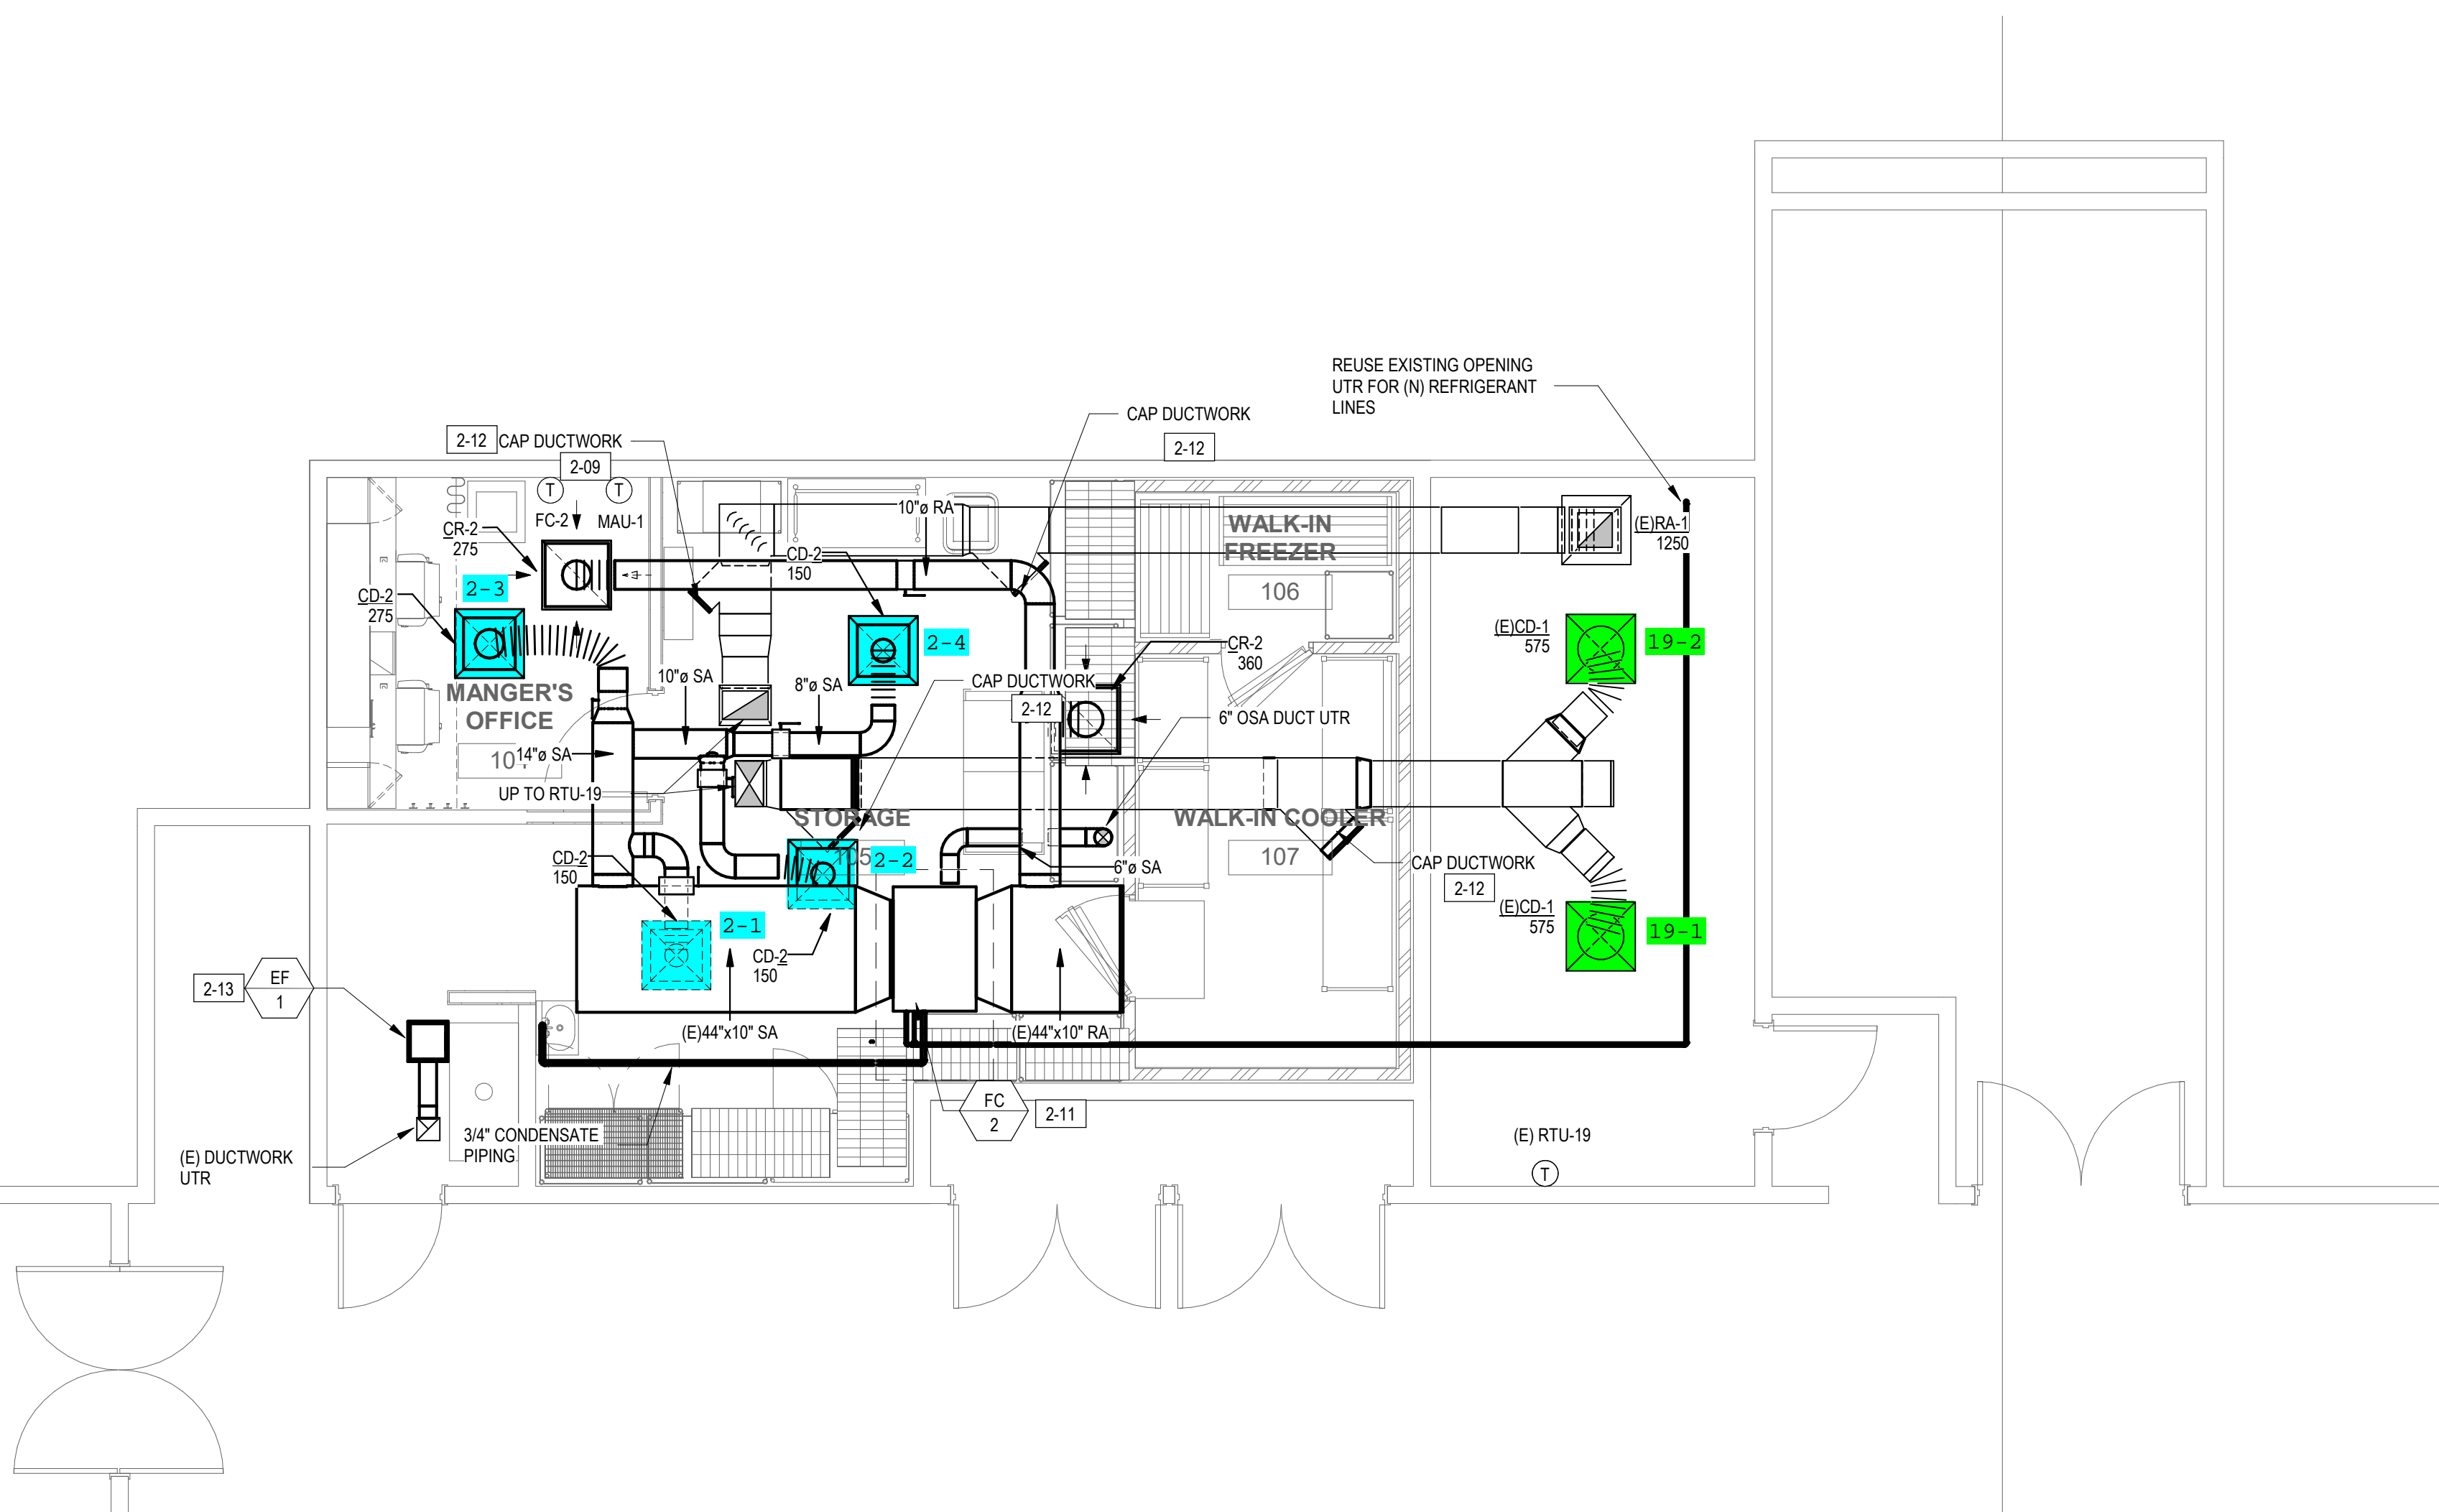 REUSE EXISTING OPENING
UTR FOR (N) REFRIGERANT
LINES
CAP DUCTWORK
2-12
2-12
CAP DUCTWORK
2-09
T
T
FC-2
MAU-1
10"ø RA
CR-2
275
CD-2
150
WALK-IN
FREEZER
106
(E)RA-1
1250
2-3
CD-2
275
2-4
(E)CD-1
575
19-2
CR-2
360
MANGER'S
OFFICE
10"ø SA
8"ø SA
CAP DUCTWORK
2-12
6" OSA DUCT UTR
14"ø SA
UP TO RTU-19
STORAGE
105
WALK-IN COOLER
107
CD-2
150
2-2
6"ø SA
CAP DUCTWORK
2-12
2-1
CD-2
150
(E)CD-1
575
19-1
2-13
EF
1
(E)44"x10" SA
(E)44"x10" RA
FC
2
2-11
3/4" CONDENSATE
PIPING
(E) DUCTWORK
UTR
(E) RTU-19
T